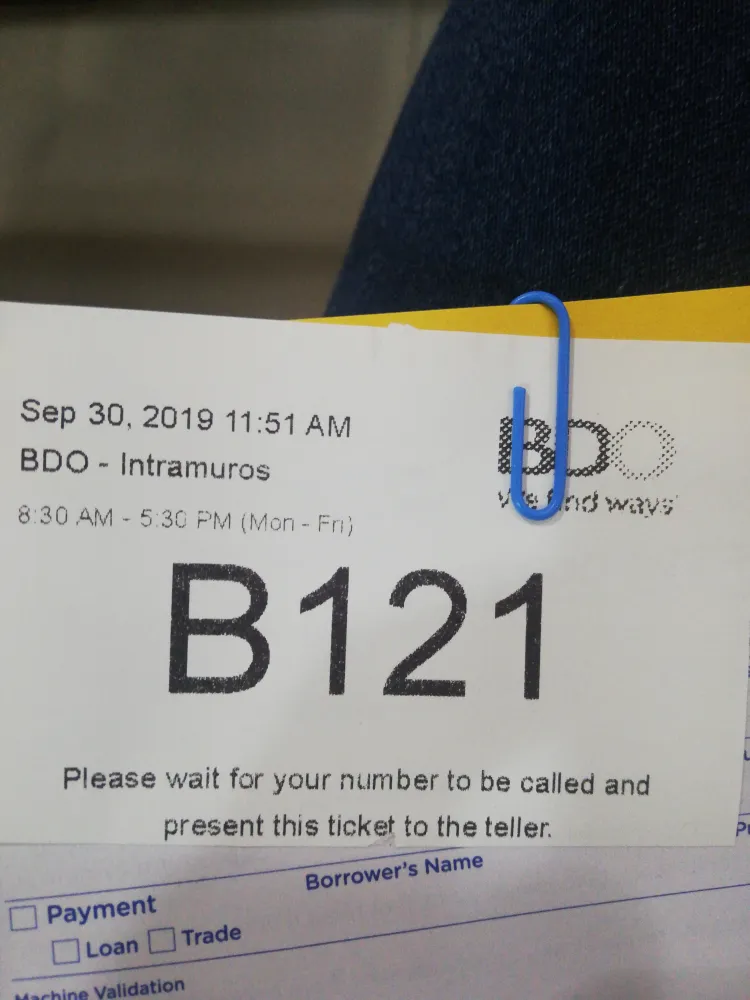 Sep 30, 2019 11:51 AM
BDO - Intramuros
8:30 AM - 5:30 PM (Mon - Fri)
BDO
We find ways
B121
Please wait for your number to be called and
present this ticket to the teller.
Borrower's Name
Payment
Loan Trade
Machine Validation